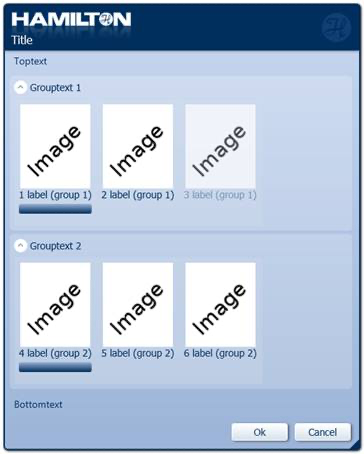 HAMILTON
Title
Toptext
Grouptext 1
Image Image Image
1 label (group 1) 2 label (group 1) 3 label (group 1)
Grouptext 2
Image Image Image
4 label (group 2) 5 label (group 2) 6 label (group 2)
Bottomtext
Ok Cancel